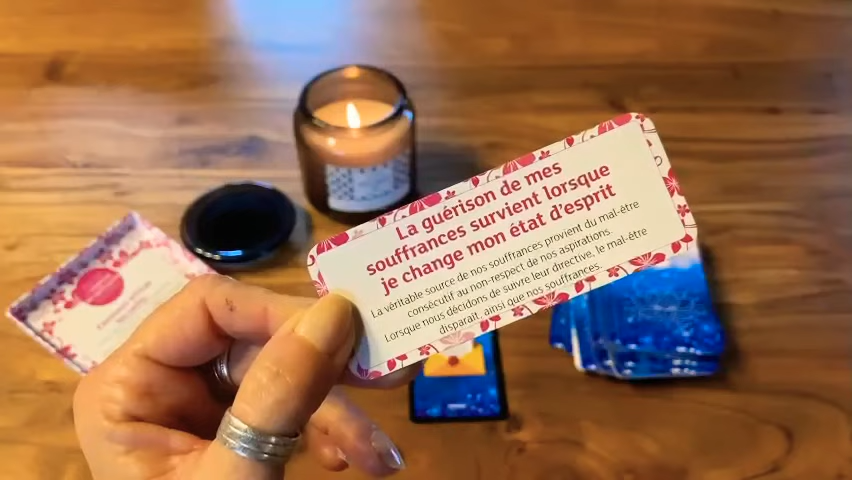 La guérison de mes
souffrances survient lorsque
je change mon état d'esprit
La véritable source de nos souffrances provient du mal-être
consécutif au non-respect de nos aspirations.
Lorsque nous décidons de suivre leur directive, le mal-être
disparaît, ainsi que nos souffrances.